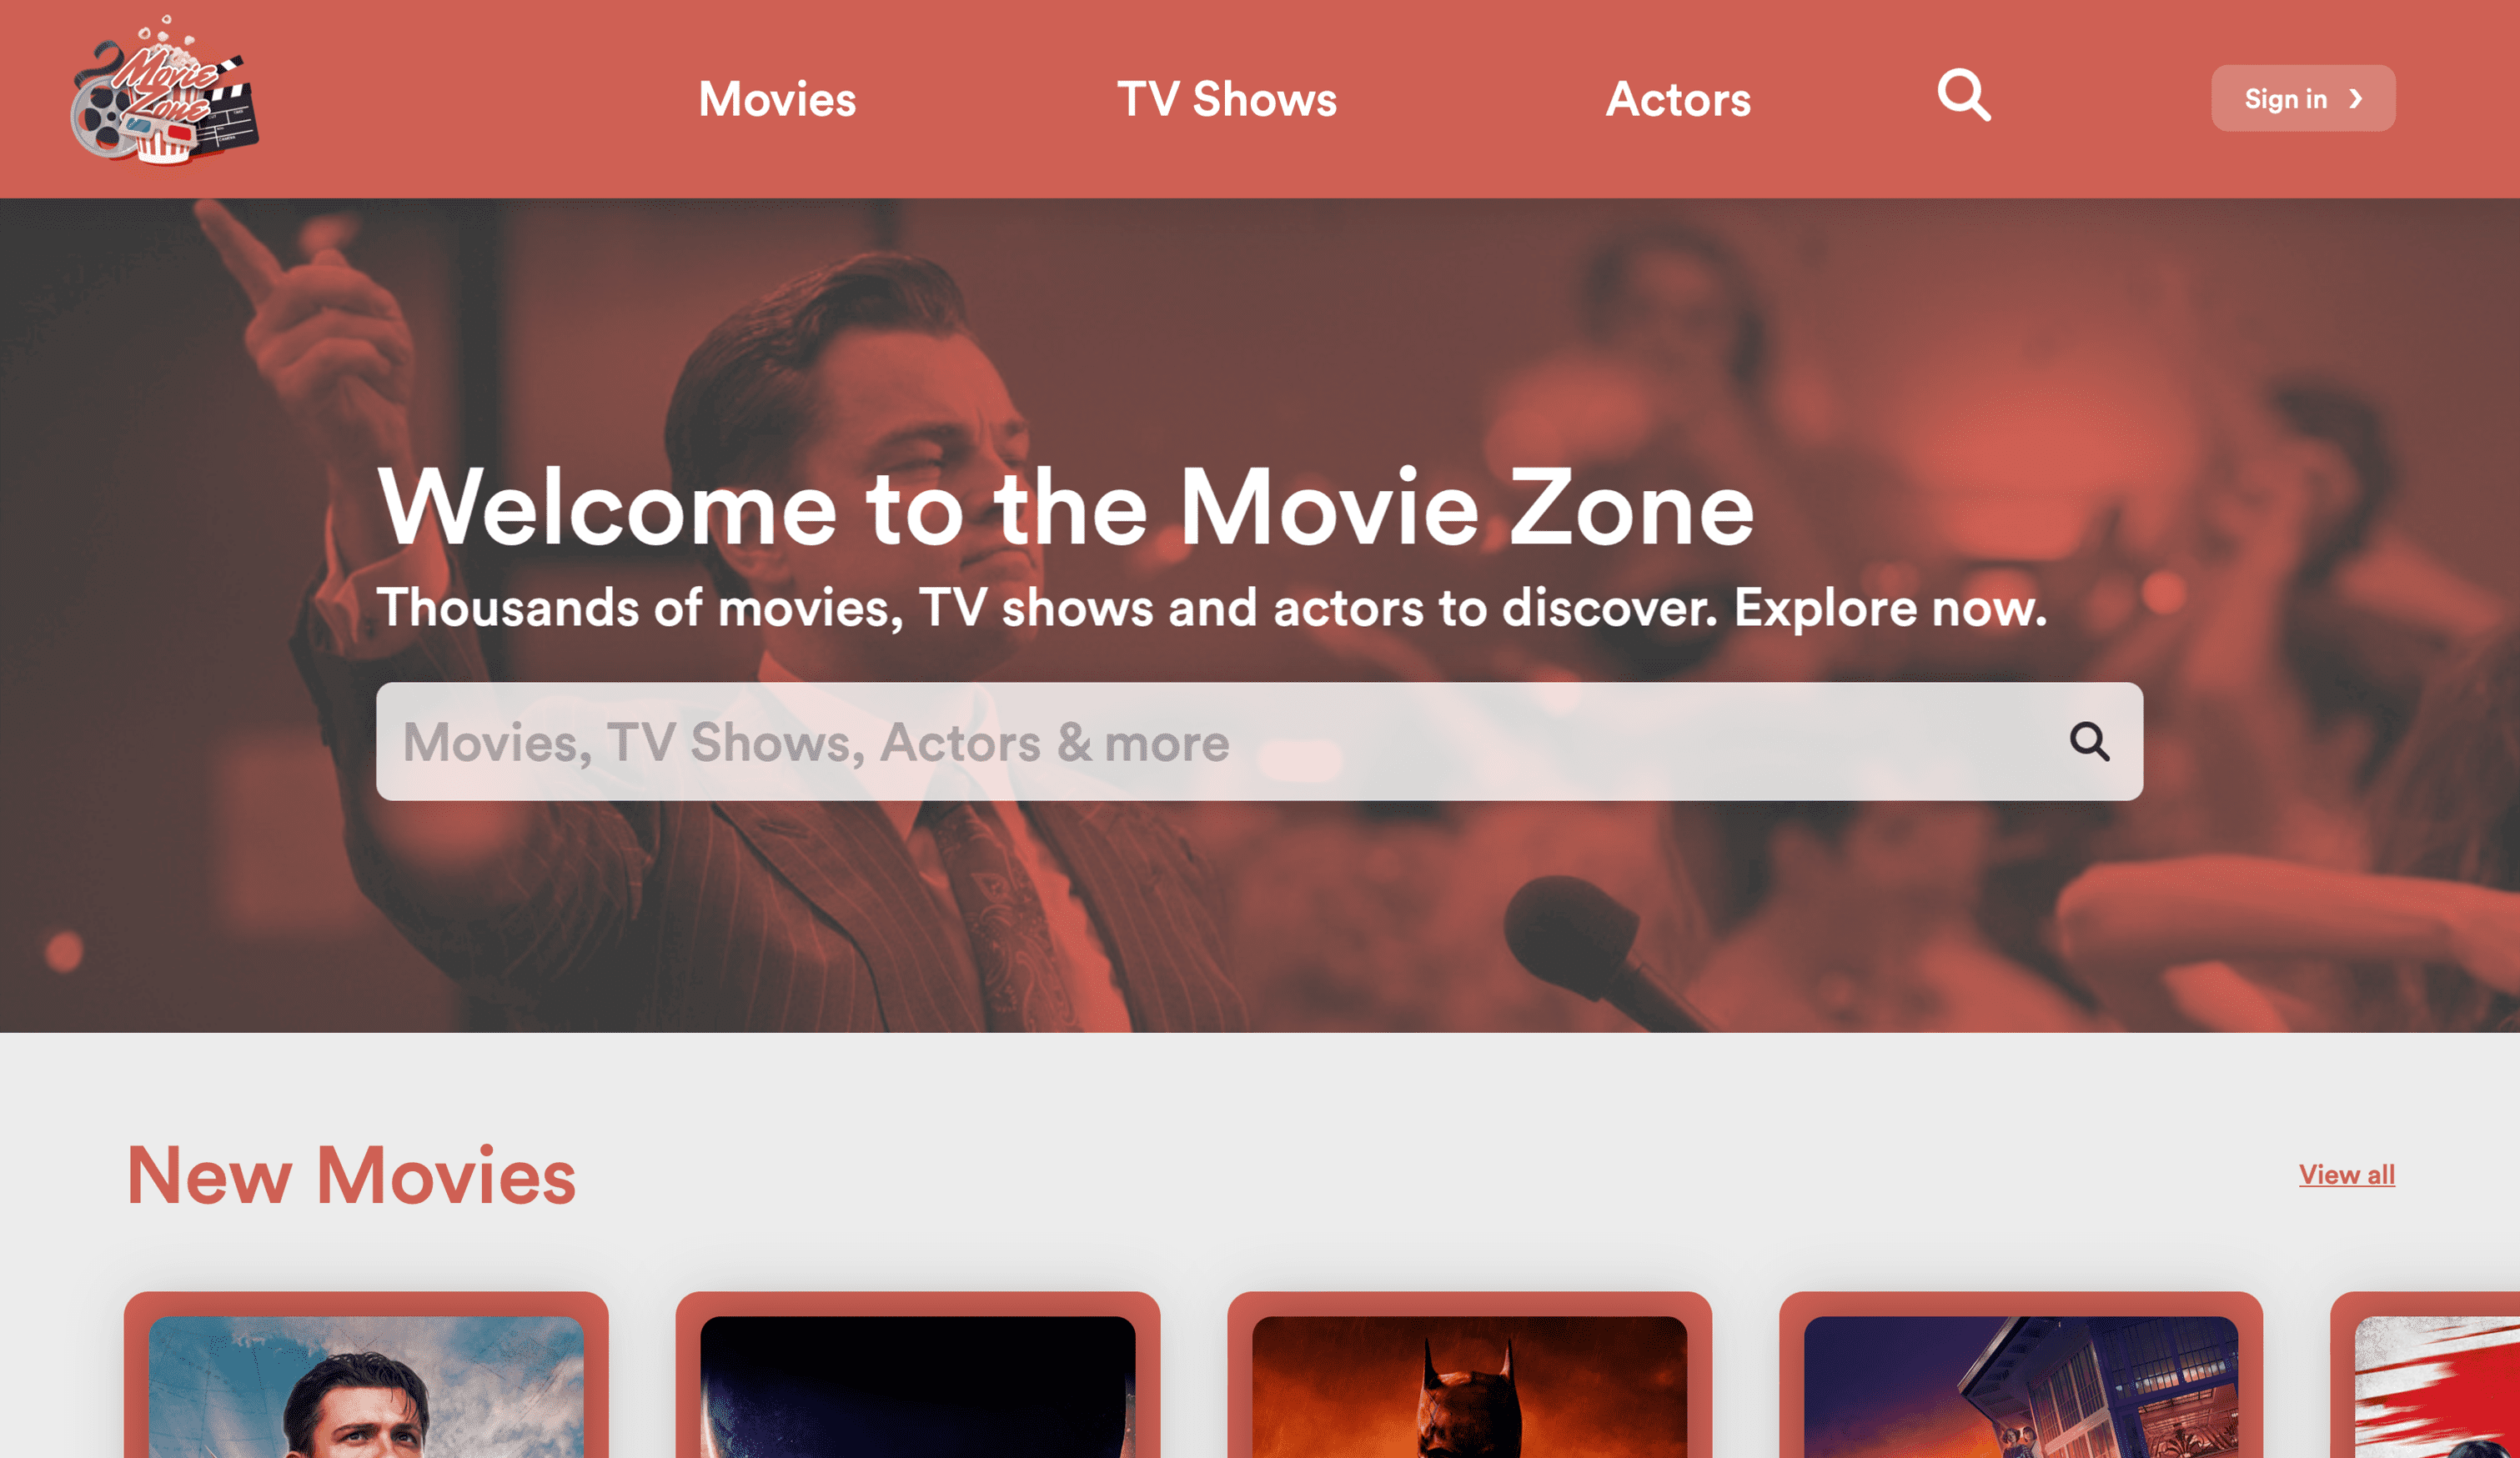 Movie
Zone
Movies
TV Shows
Actors
Sign in
Welcome to the Movie Zone
Thousands of movies, TV shows and actors to discover. Explore now.
Movies, TV Shows, Actors & more
New Movies
View all